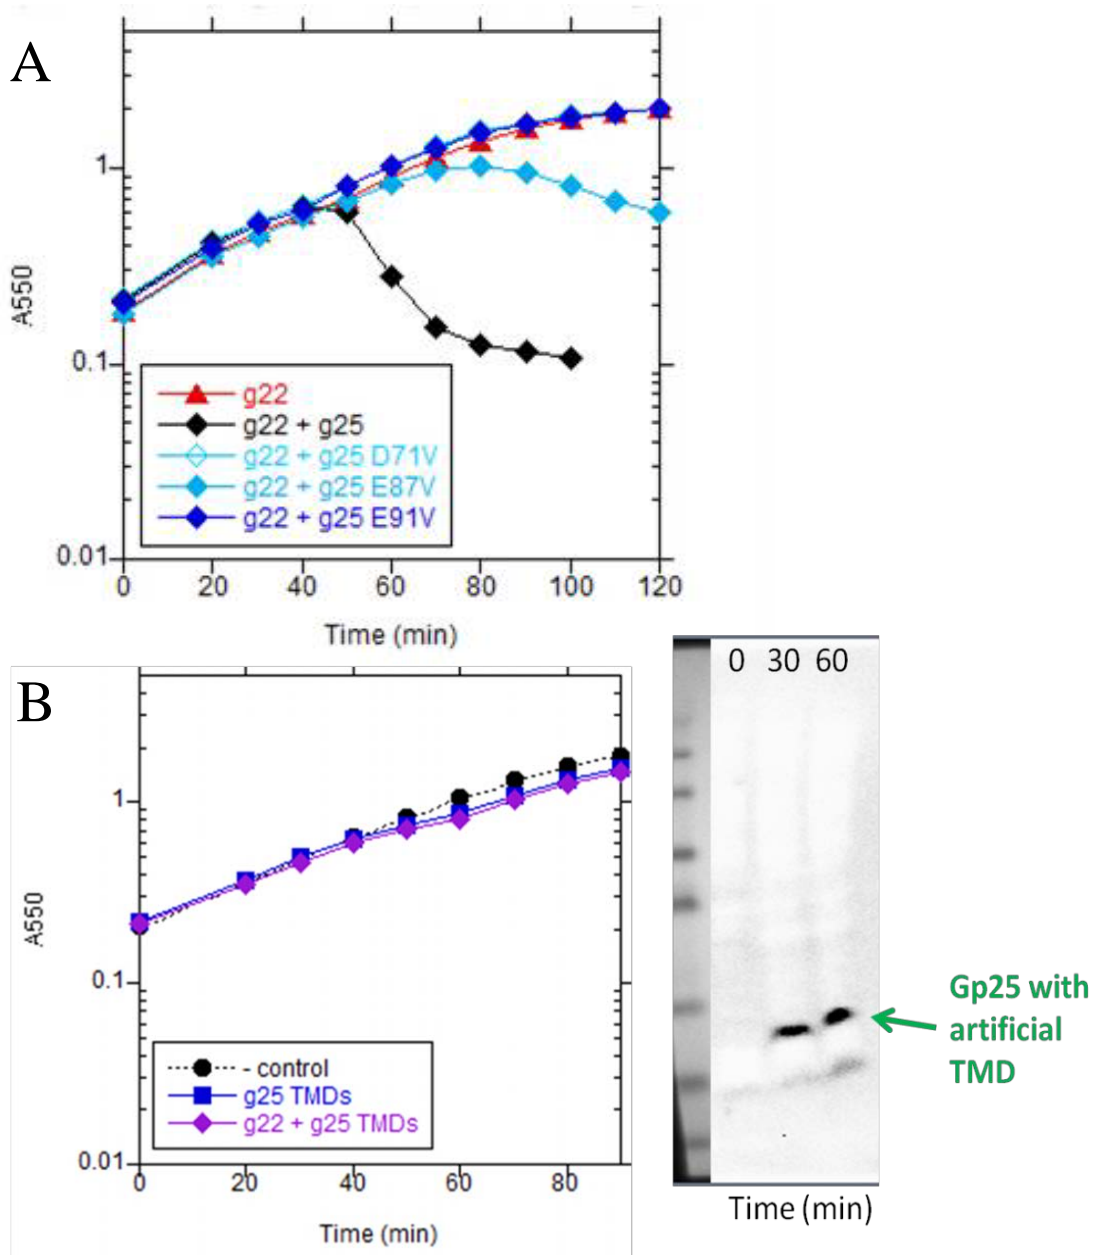 A
1
0.1
0.01
A550
g22
g22 + g25
g22 + g25 D71V
g22 + g25 E87V
g22 + g25 E91V
0 20 40 60 80 100 120
Time (min)
B
1
0.1
0.01
A550
- control
g25 TMDs
g22 + g25 TMDs
0 20 40 60 80
Time (min)
0 30 60
Gp25 with
artificial
TMD
Time (min)